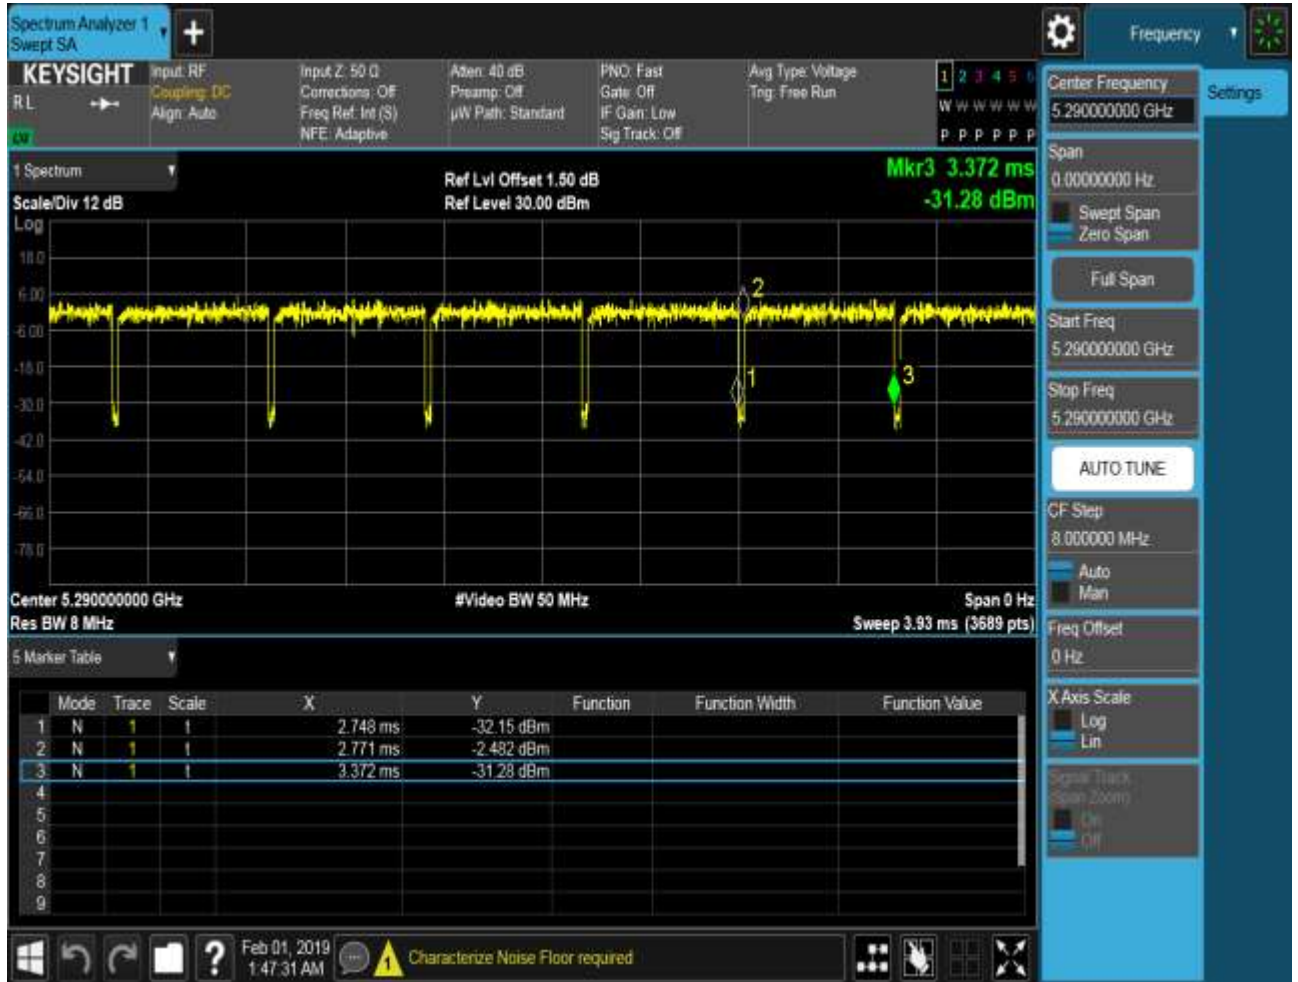 Spectrum Analyzer 1
Swept SA
+
Frequency
KEYSIGHT
RL
Input: RF
Coupling: DC
Align: Auto
Input Z: 50 Ω
Corrections: Off
Freq Ref: Int (S)
NFE: Adaptive
Atten: 40 dB
Preamp: Off
µW Path: Standard
PNO: Fast
Gate: Off
IF Gain: Low
Sig Track: Off
Avg Type: Voltage
Trig: Free Run
1 2 3 4 5 6
W W W W W W
P P P P P P
1 Spectrum
Scale/Div 12 dB
Ref Lvl Offset 1.50 dB
Ref Level 30.00 dBm
Mkr3 3.372 ms
-31.28 dBm
Log
18.0
6.00
-6.00
-18.0
-30.0
-42.0
-54.0
-66.0
-78.0
2
1
3
Center 5.290000000 GHz
#Video BW 50 MHz
Span 0 Hz
Res BW 8 MHz
Sweep 3.93 ms (3689 pts)
5 Marker Table
Mode Trace Scale X Y Function Function Width Function Value
1 N 1 t 2.748 ms -32.15 dBm
2 N 1 t 2.771 ms -2.482 dBm
3 N 1 t 3.372 ms -31.28 dBm
4
5
6
7
8
9
Feb 01, 2019
1:47:31 AM
?
1
Characterize Noise Floor required
Settings
Center Frequency
5.290000000 GHz
Span
0.00000000 Hz
Swept Span
Zero Span
Full Span
Start Freq
5.290000000 GHz
Stop Freq
5.290000000 GHz
AUTO TUNE
CF Step
8.000000 MHz
Auto
Man
Freq Offset
0 Hz
X Axis Scale
Log
Lin
Signal Track
(Span Zoom)
On
Off